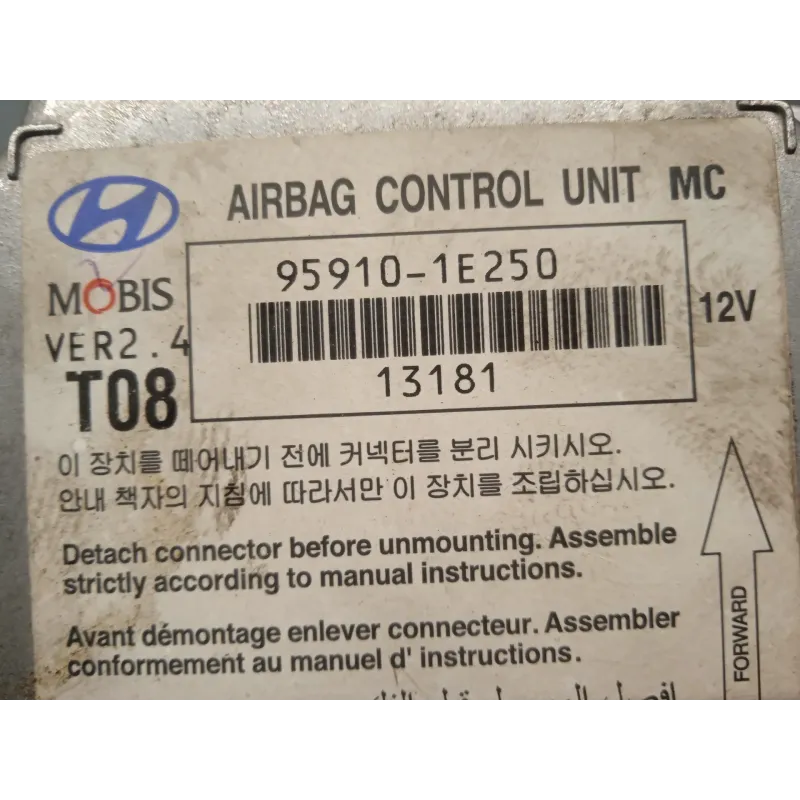 AIRBAG CONTROL UNIT MC
95910-1E250
MOBIS
12V
VER2.4
T08
13181
이 장치를 떼어내기 전에 커넥터를 분리 시키시오.
안내 책자의 지침에 따라서만 이 장치를 조립하십시오.
Detach connector before unmounting. Assemble
strictly according to manual instructions.
Avant démontage enlever connecteur. Assembler
conformement au manuel d' instructions.
FORWARD